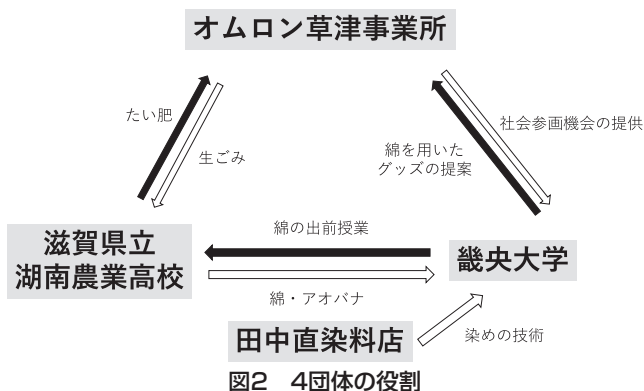 オムロン草津事業所
たい肥
生ごみ
社会参画機会の提供
綿を用いた
グッズの提案
綿の出前授業
滋賀県立
湖南農業高校
畿央大学
綿・アオバナ
田中直染料店
染めの技術
図2 4団体の役割